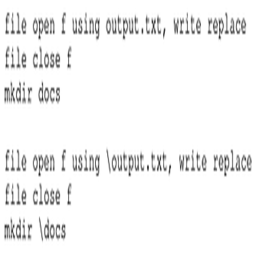 file open f using output.txt, write replace
file close f
mkdir docs
file open f using \output.txt, write replace
file close f
mkdir \docs